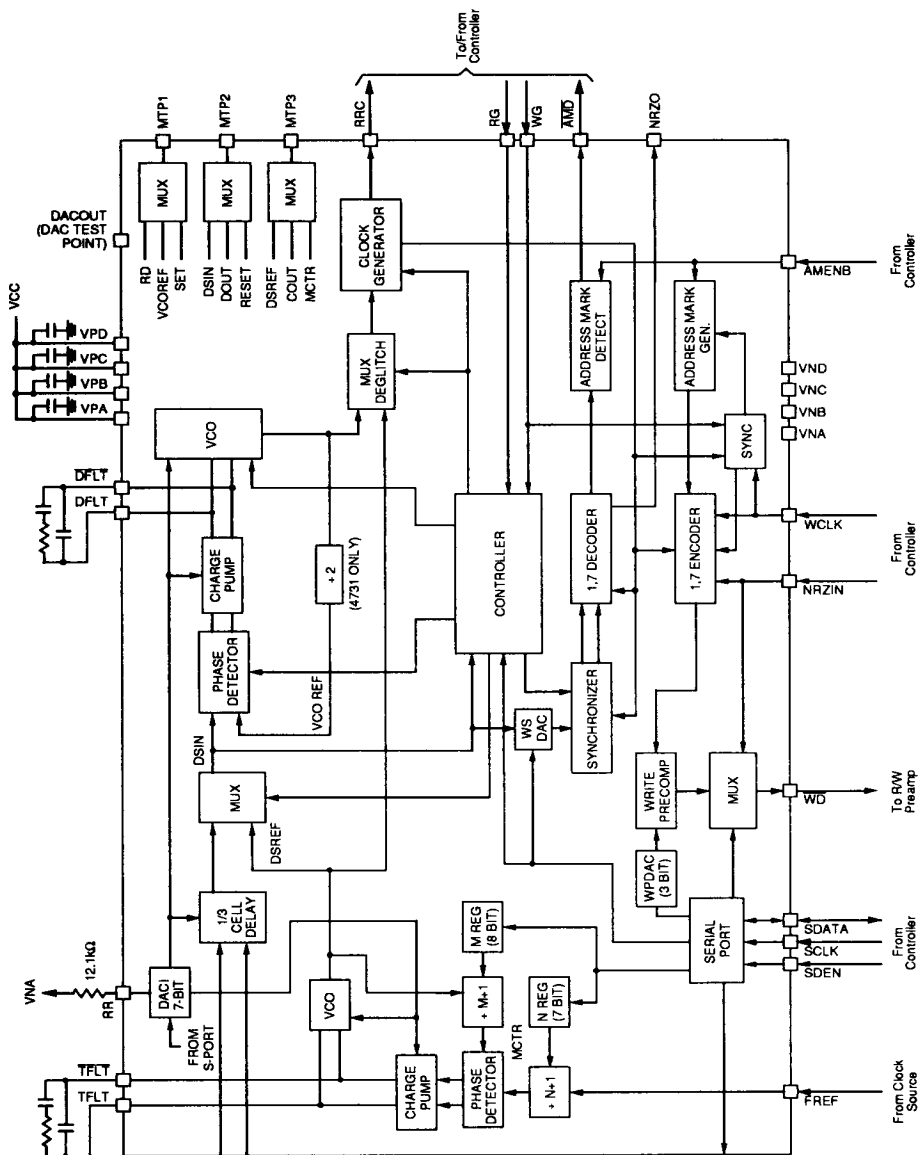 VCC
VPD
VPC
VPB
VPA
DACOUT
(DAC TEST
POINT)
MTP1
MTP2
MTP3
MUX
MUX
MUX
RD
VCOREF
SET
DSIN
DOUT
RESET
DSREF
COUT
MCTR
To/From
Controller
RRC
RG
WG
AMD
NRZO
CLOCK
GENERATOR
MUX
DEGLITCH
DFLT
DFLT
VCO
CHARGE
PUMP
PHASE
DETECTOR
÷ 2
(4731 ONLY)
VCO REF
DSIN
MUX
DSREF
1/3
CELL
DELAY
VNA
12.1kΩ
RR
DACI
7-BIT
FROM
S-PORT
TFLT
TFLT
VCO
CHARGE
PUMP
PHASE
DETECTOR
M REG
(8 BIT)
÷ M+1
MCTR
N REG
(7 BIT)
÷ N+1
CONTROLLER
WS
DAC
SYNCHRONIZER
1,7 DECODER
ADDRESS MARK
DETECT
ADDRESS MARK
GEN.
SYNC
1,7 ENCODER
WRITE
PRECOMP
WPDAC
(3 BIT)
MUX
SERIAL
PORT
AMENB
From
Controller
VND
VNC
VNB
VNA
WCLK
NRZIN
From
Controller
WD
To R/W
Preamp
SDATA
SCLK
SDEN
From
Controller
FREF
From Clock
Source